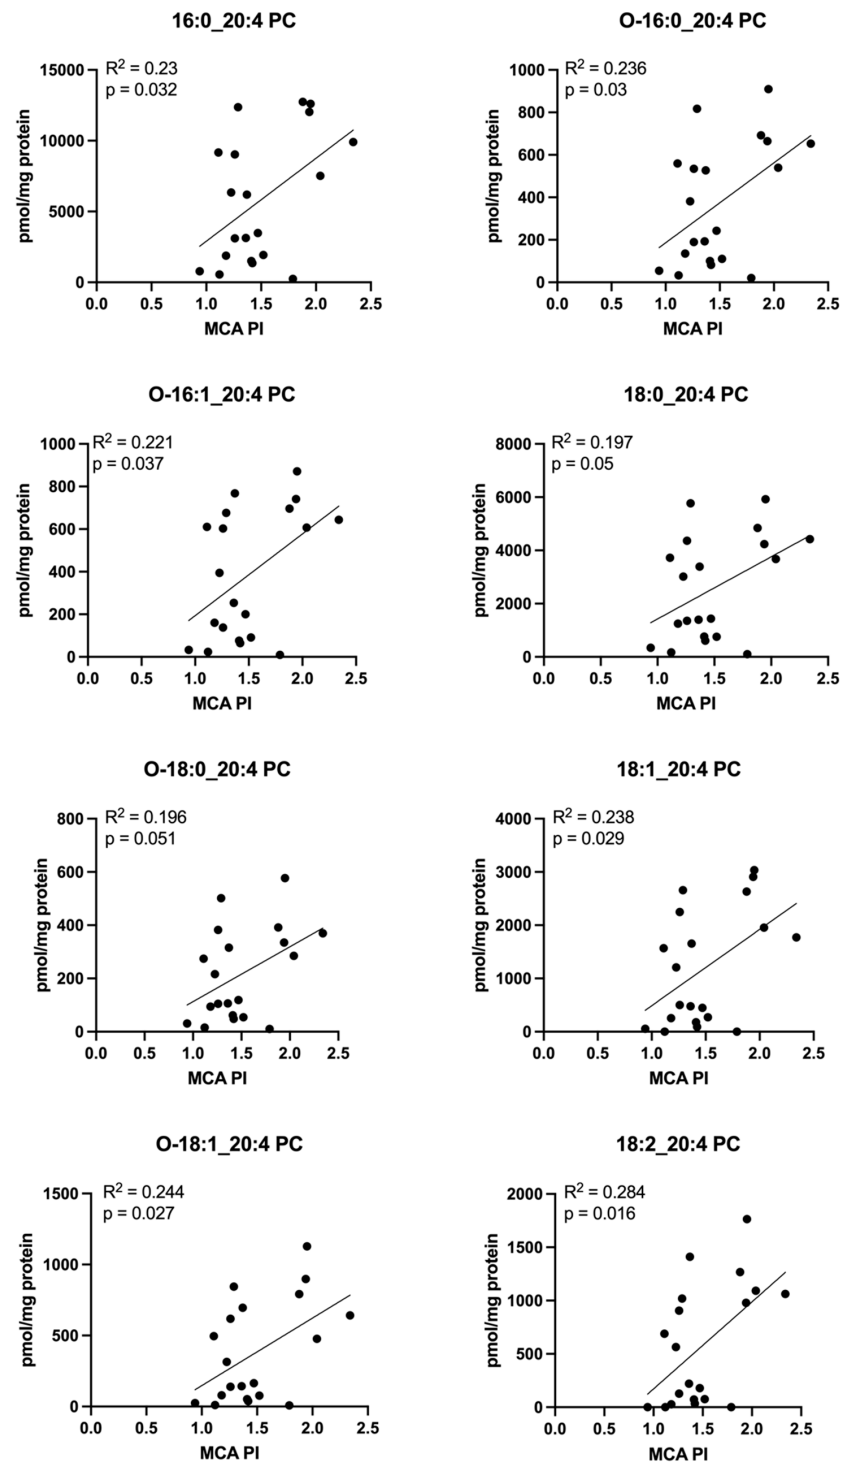 16:0_20:4 PC
R² = 0.23
p = 0.032
15000
10000
5000
0
pmol/mg protein
0.0 0.5 1.0 1.5 2.0 2.5
MCA PI
O-16:0_20:4 PC
R² = 0.236
p = 0.03
1000
800
600
400
200
0
pmol/mg protein
0.0 0.5 1.0 1.5 2.0 2.5
MCA PI
O-16:1_20:4 PC
R² = 0.221
p = 0.037
1000
800
600
400
200
0
pmol/mg protein
0.0 0.5 1.0 1.5 2.0 2.5
MCA PI
18:0_20:4 PC
R² = 0.197
p = 0.05
8000
6000
4000
2000
0
pmol/mg protein
0.0 0.5 1.0 1.5 2.0 2.5
MCA PI
O-18:0_20:4 PC
R² = 0.196
p = 0.051
800
600
400
200
0
pmol/mg protein
0.0 0.5 1.0 1.5 2.0 2.5
MCA PI
18:1_20:4 PC
R² = 0.238
p = 0.029
4000
3000
2000
1000
0
pmol/mg protein
0.0 0.5 1.0 1.5 2.0 2.5
MCA PI
O-18:1_20:4 PC
R² = 0.244
p = 0.027
1500
1000
500
0
pmol/mg protein
0.0 0.5 1.0 1.5 2.0 2.5
MCA PI
18:2_20:4 PC
R² = 0.284
p = 0.016
2000
1500
1000
500
0
pmol/mg protein
0.0 0.5 1.0 1.5 2.0 2.5
MCA PI